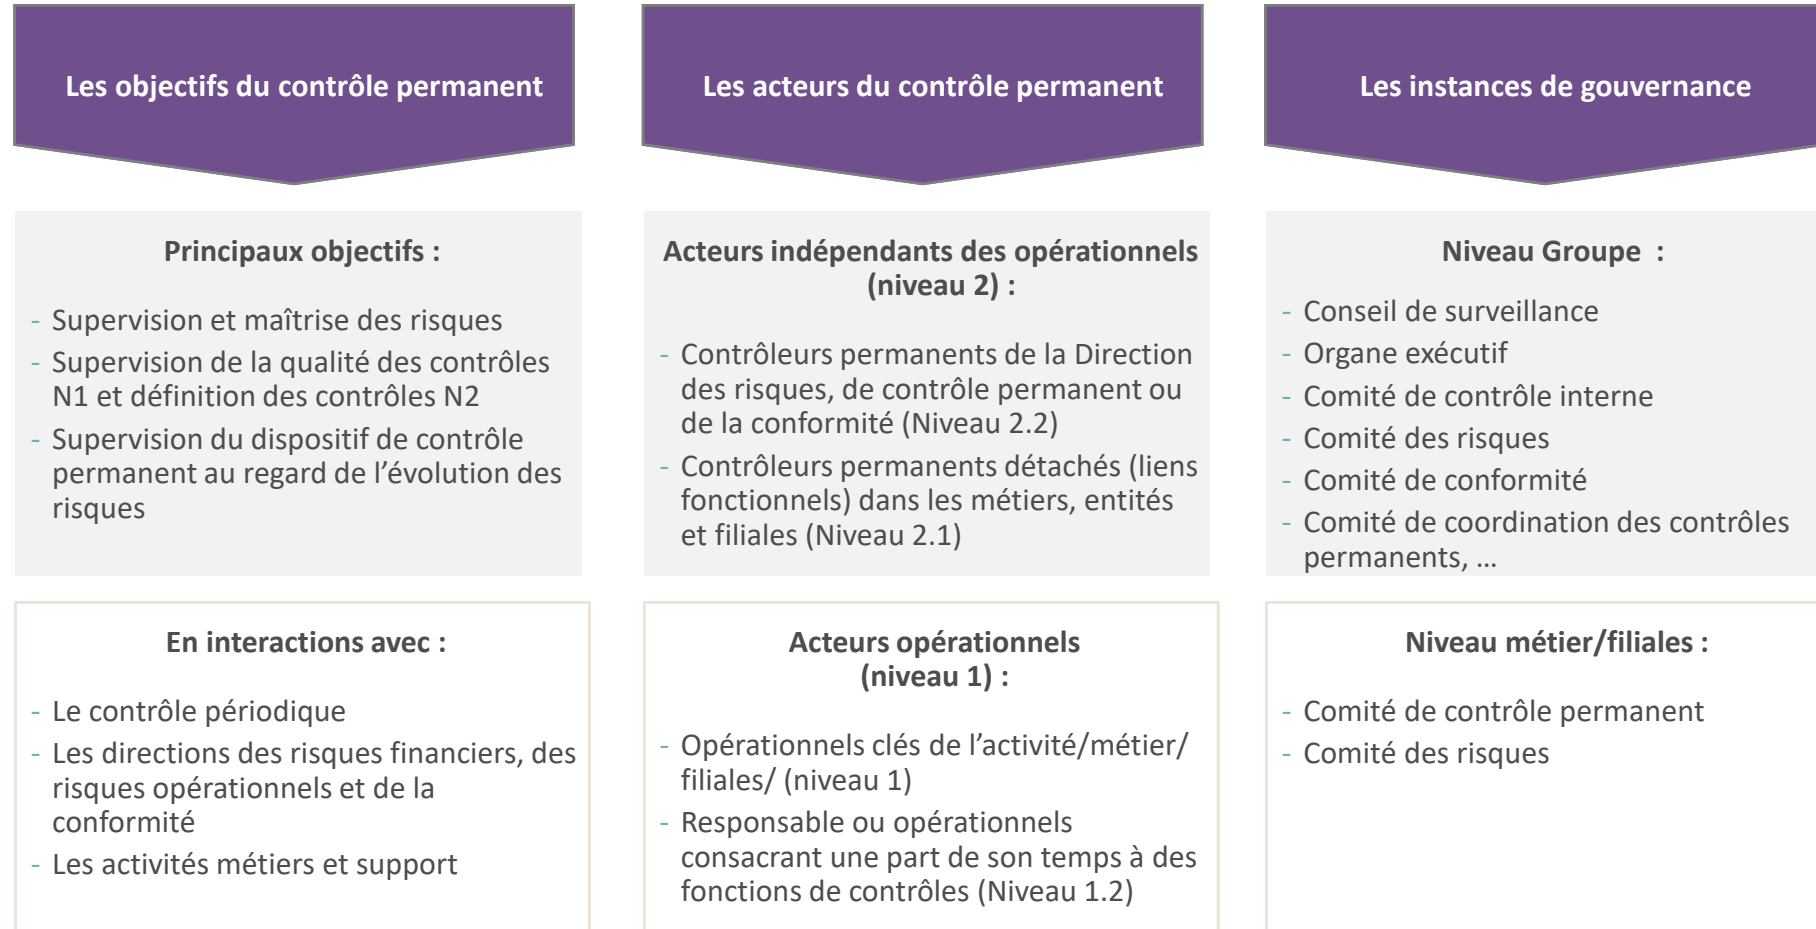 Les objectifs du contrôle permanent
Principaux objectifs :
- Supervision et maîtrise des risques
- Supervision de la qualité des contrôles
N1 et définition des contrôles N2
- Supervision du dispositif de contrôle
permanent au regard de l’évolution des
risques
En interactions avec :
- Le contrôle périodique
- Les directions des risques financiers, des
risques opérationnels et de la
conformité
- Les activités métiers et support
Les acteurs du contrôle permanent
Acteurs indépendants des opérationnels
(niveau 2) :
- Contrôleurs permanents de la Direction
des risques, de contrôle permanent ou
de la conformité (Niveau 2.2)
- Contrôleurs permanents détachés (liens
fonctionnels) dans les métiers, entités
et filiales (Niveau 2.1)
Acteurs opérationnels
(niveau 1) :
- Opérationnels clés de l’activité/métier/
filiales/ (niveau 1)
- Responsable ou opérationnels
consacrant une part de son temps à des
fonctions de contrôles (Niveau 1.2)
Les instances de gouvernance
Niveau Groupe :
- Conseil de surveillance
- Organe exécutif
- Comité de contrôle interne
- Comité des risques
- Comité de conformité
- Comité de coordination des contrôles
permanents, …
Niveau métier/filiales :
- Comité de contrôle permanent
- Comité des risques